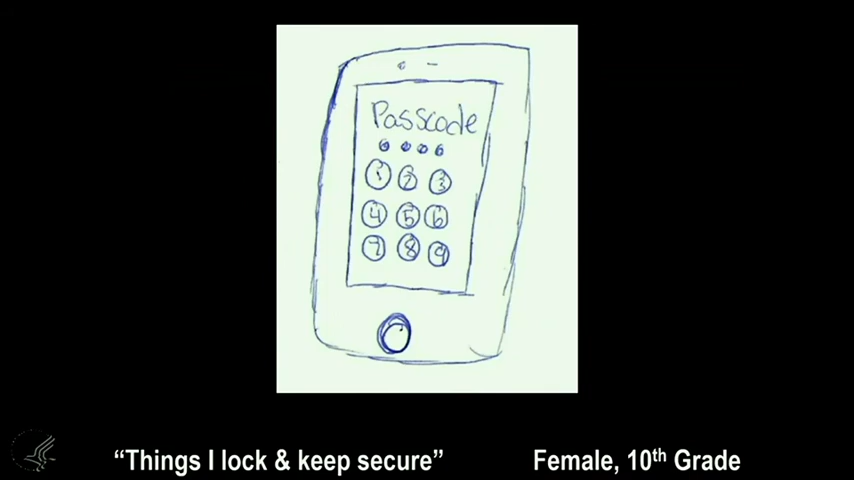 Passcode
1 2 3
4 5 6
7 8 9
“Things I lock & keep secure” Female, 10th Grade